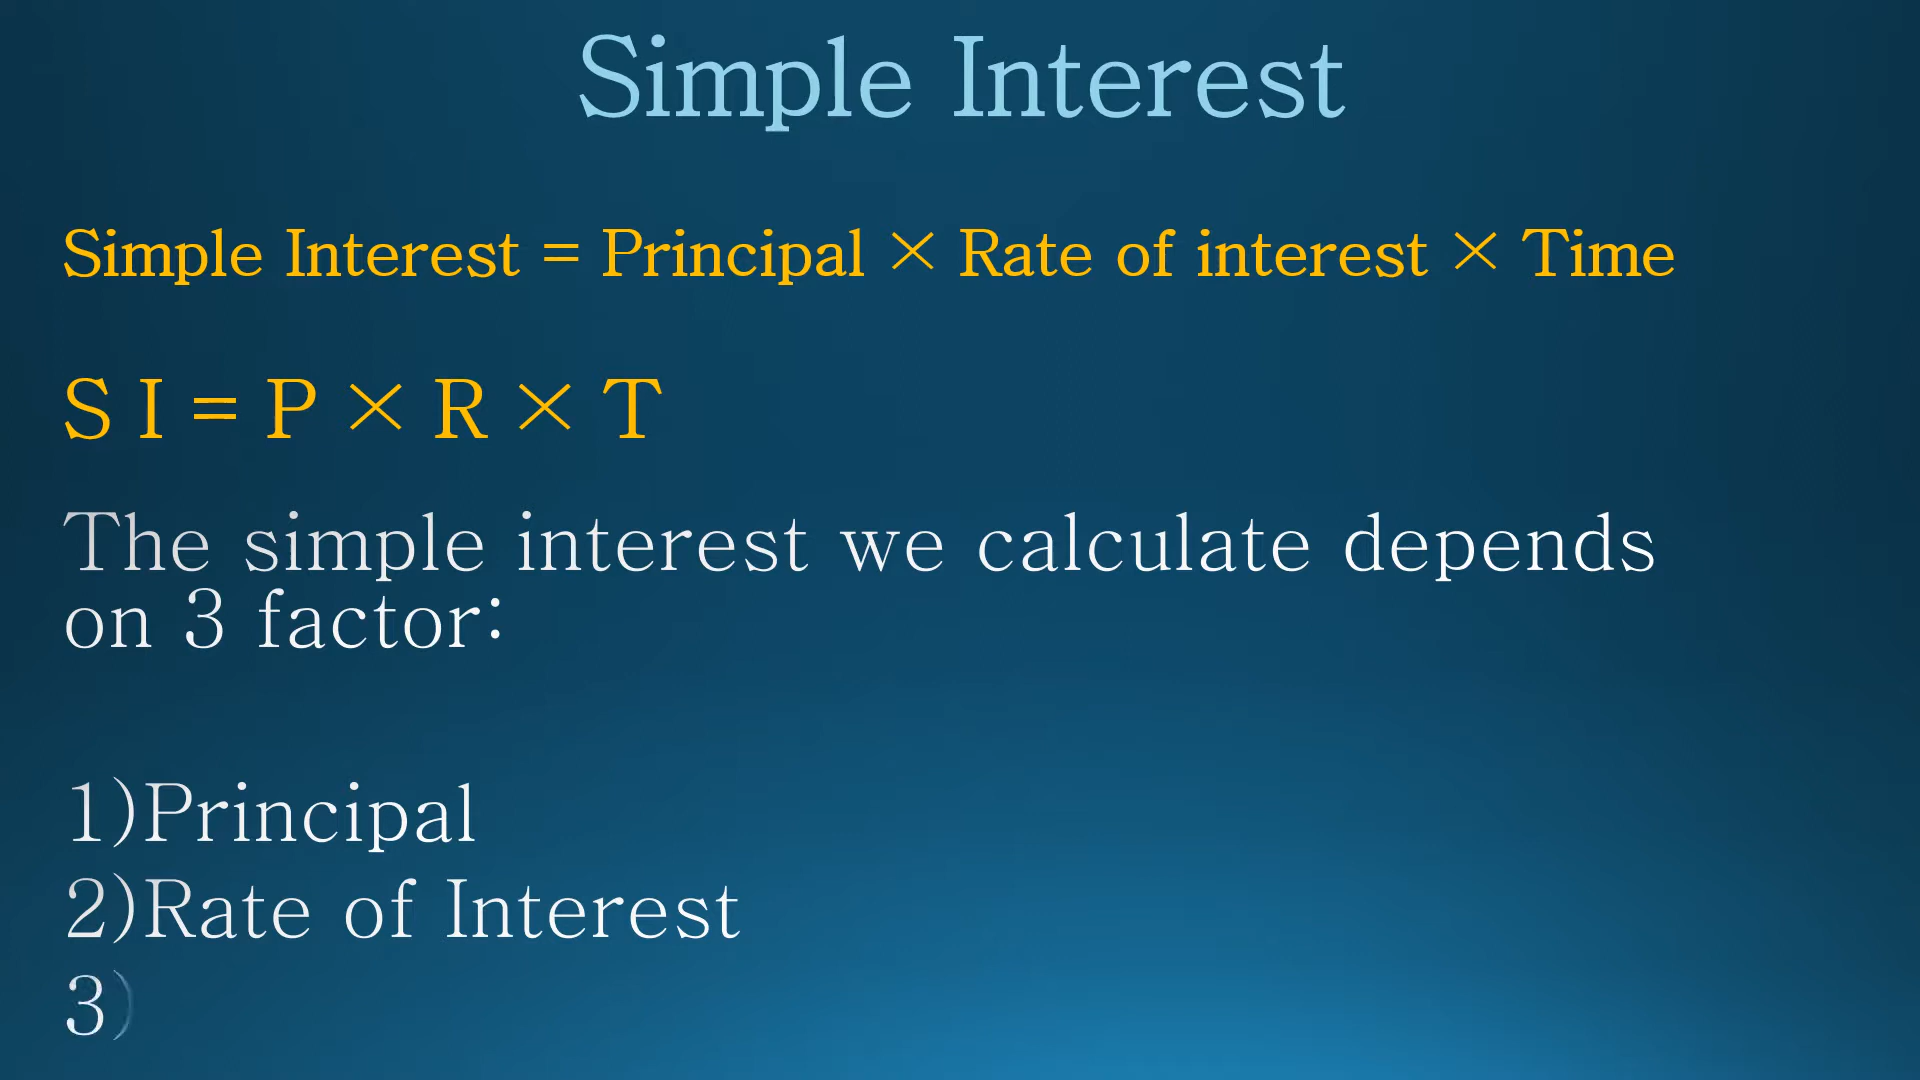 Simple Interest
Simple Interest = Principal × Rate of interest × Time
S I = P × R × T
The simple interest we calculate depends
on 3 factor:
1)Principal
2)Rate of Interest
3)